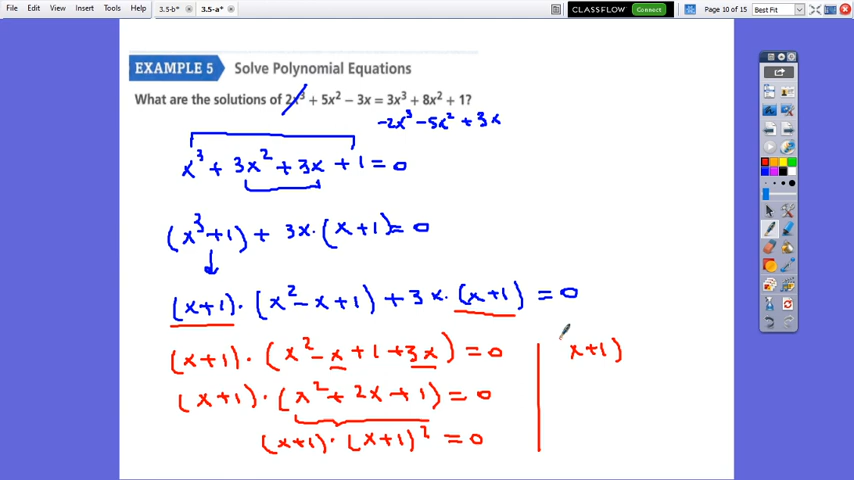 File Edit View Insert Tools Help 3.5-b* 3.5-a* CLASSFLOW Connect Page 10 of 15 Best Fit
EXAMPLE 5 Solve Polynomial Equations
What are the solutions of 2x³ + 5x² − 3x = 3x³ + 8x² + 1?
-2x³ -5x² + 3x
x³ + 3x² + 3x + 1 = 0
(x³+1) + 3x·(x+1) = 0
(x+1)·(x²-x+1) + 3x·(x+1) = 0
(x+1)·(x²-x+1+3x) = 0
x+1)
(x+1)·(x²+2x+1) = 0
(x+1)·(x+1)² = 0